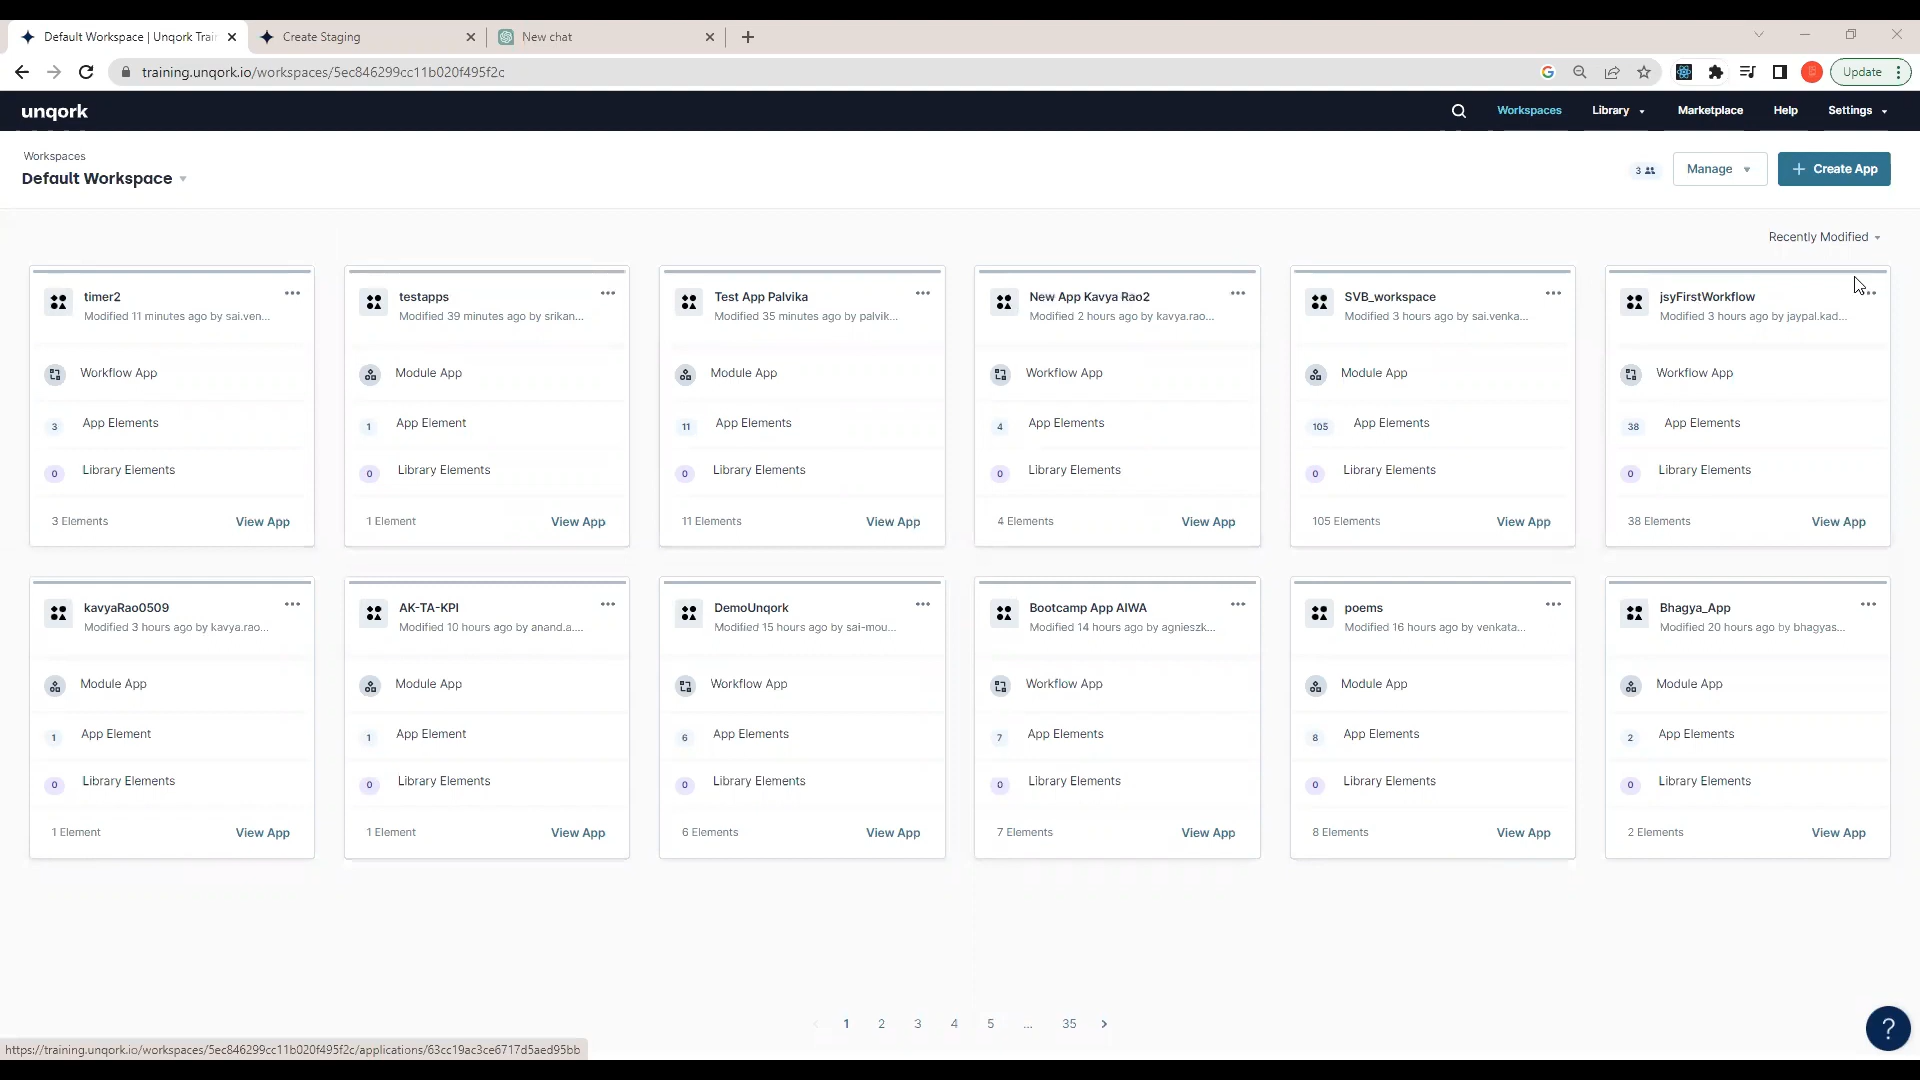 Default Workspace | Unqork Trai
Create Staging
New chat
training.unqork.io/workspaces/5ec846299cc11b020f495f2c
Update
unqork
Workspaces
Library
Marketplace
Help
Settings
Workspaces
Default Workspace
3
Manage
Create App
Recently Modified
timer2
Modified 11 minutes ago by sai.ven...
Workflow App
3 App Elements
0 Library Elements
3 Elements
View App
testapps
Modified 39 minutes ago by srikan...
Module App
1 App Element
0 Library Elements
1 Element
View App
Test App Palvika
Modified 35 minutes ago by palvik...
Module App
11 App Elements
0 Library Elements
11 Elements
View App
New App Kavya Rao2
Modified 2 hours ago by kavya.rao...
Workflow App
4 App Elements
0 Library Elements
4 Elements
View App
SVB_workspace
Modified 3 hours ago by sai.venka...
Module App
105 App Elements
0 Library Elements
105 Elements
View App
jsyFirstWorkflow
Modified 3 hours ago by jaypal.kad...
Workflow App
38 App Elements
0 Library Elements
38 Elements
View App
kavyaRao0509
Modified 3 hours ago by kavya.rao...
Module App
1 App Element
0 Library Elements
1 Element
View App
AK-TA-KPI
Modified 10 hours ago by anand.a....
Module App
1 App Element
0 Library Elements
1 Element
View App
DemoUnqork
Modified 15 hours ago by sai-mou...
Workflow App
6 App Elements
0 Library Elements
6 Elements
View App
Bootcamp App AIWA
Modified 14 hours ago by agnieszk...
Workflow App
7 App Elements
0 Library Elements
7 Elements
View App
poems
Modified 16 hours ago by venkata...
Module App
8 App Elements
0 Library Elements
8 Elements
View App
Bhagya_App
Modified 20 hours ago by bhagyas...
Module App
2 App Elements
0 Library Elements
2 Elements
View App
1 2 3 4 5 ... 35
?
https://training.unqork.io/workspaces/5ec846299cc11b020f495f2c/applications/63cc19ac3ce6717d5aed95bb